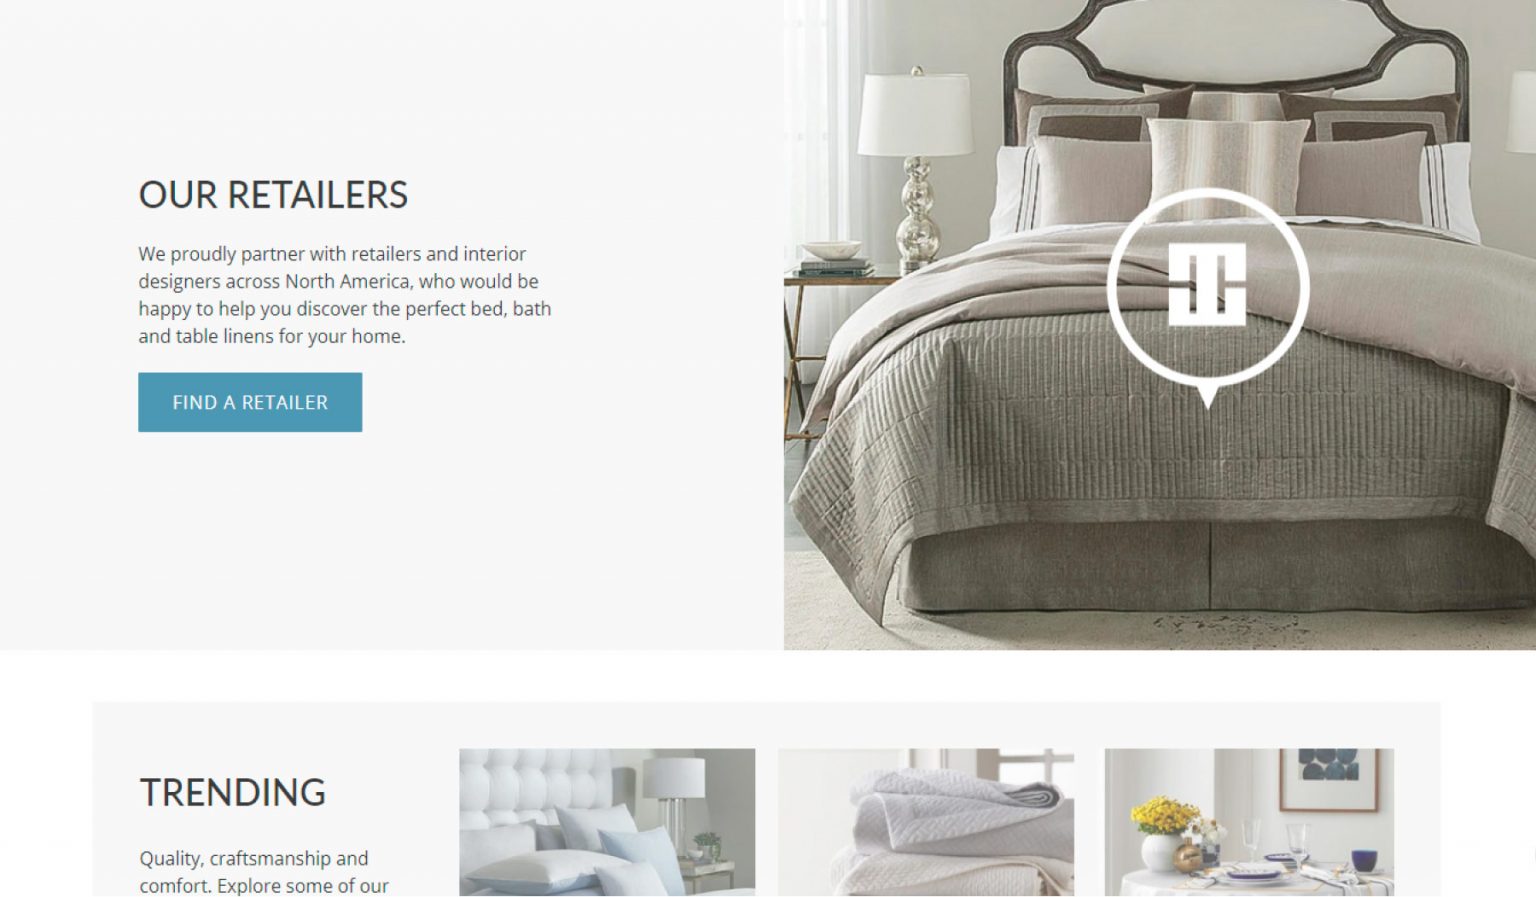 OUR RETAILERS
We proudly partner with retailers and interior
designers across North America, who would be
happy to help you discover the perfect bed, bath
and table linens for your home.
FIND A RETAILER
TRENDING
Quality, craftsmanship and
comfort. Explore some of our